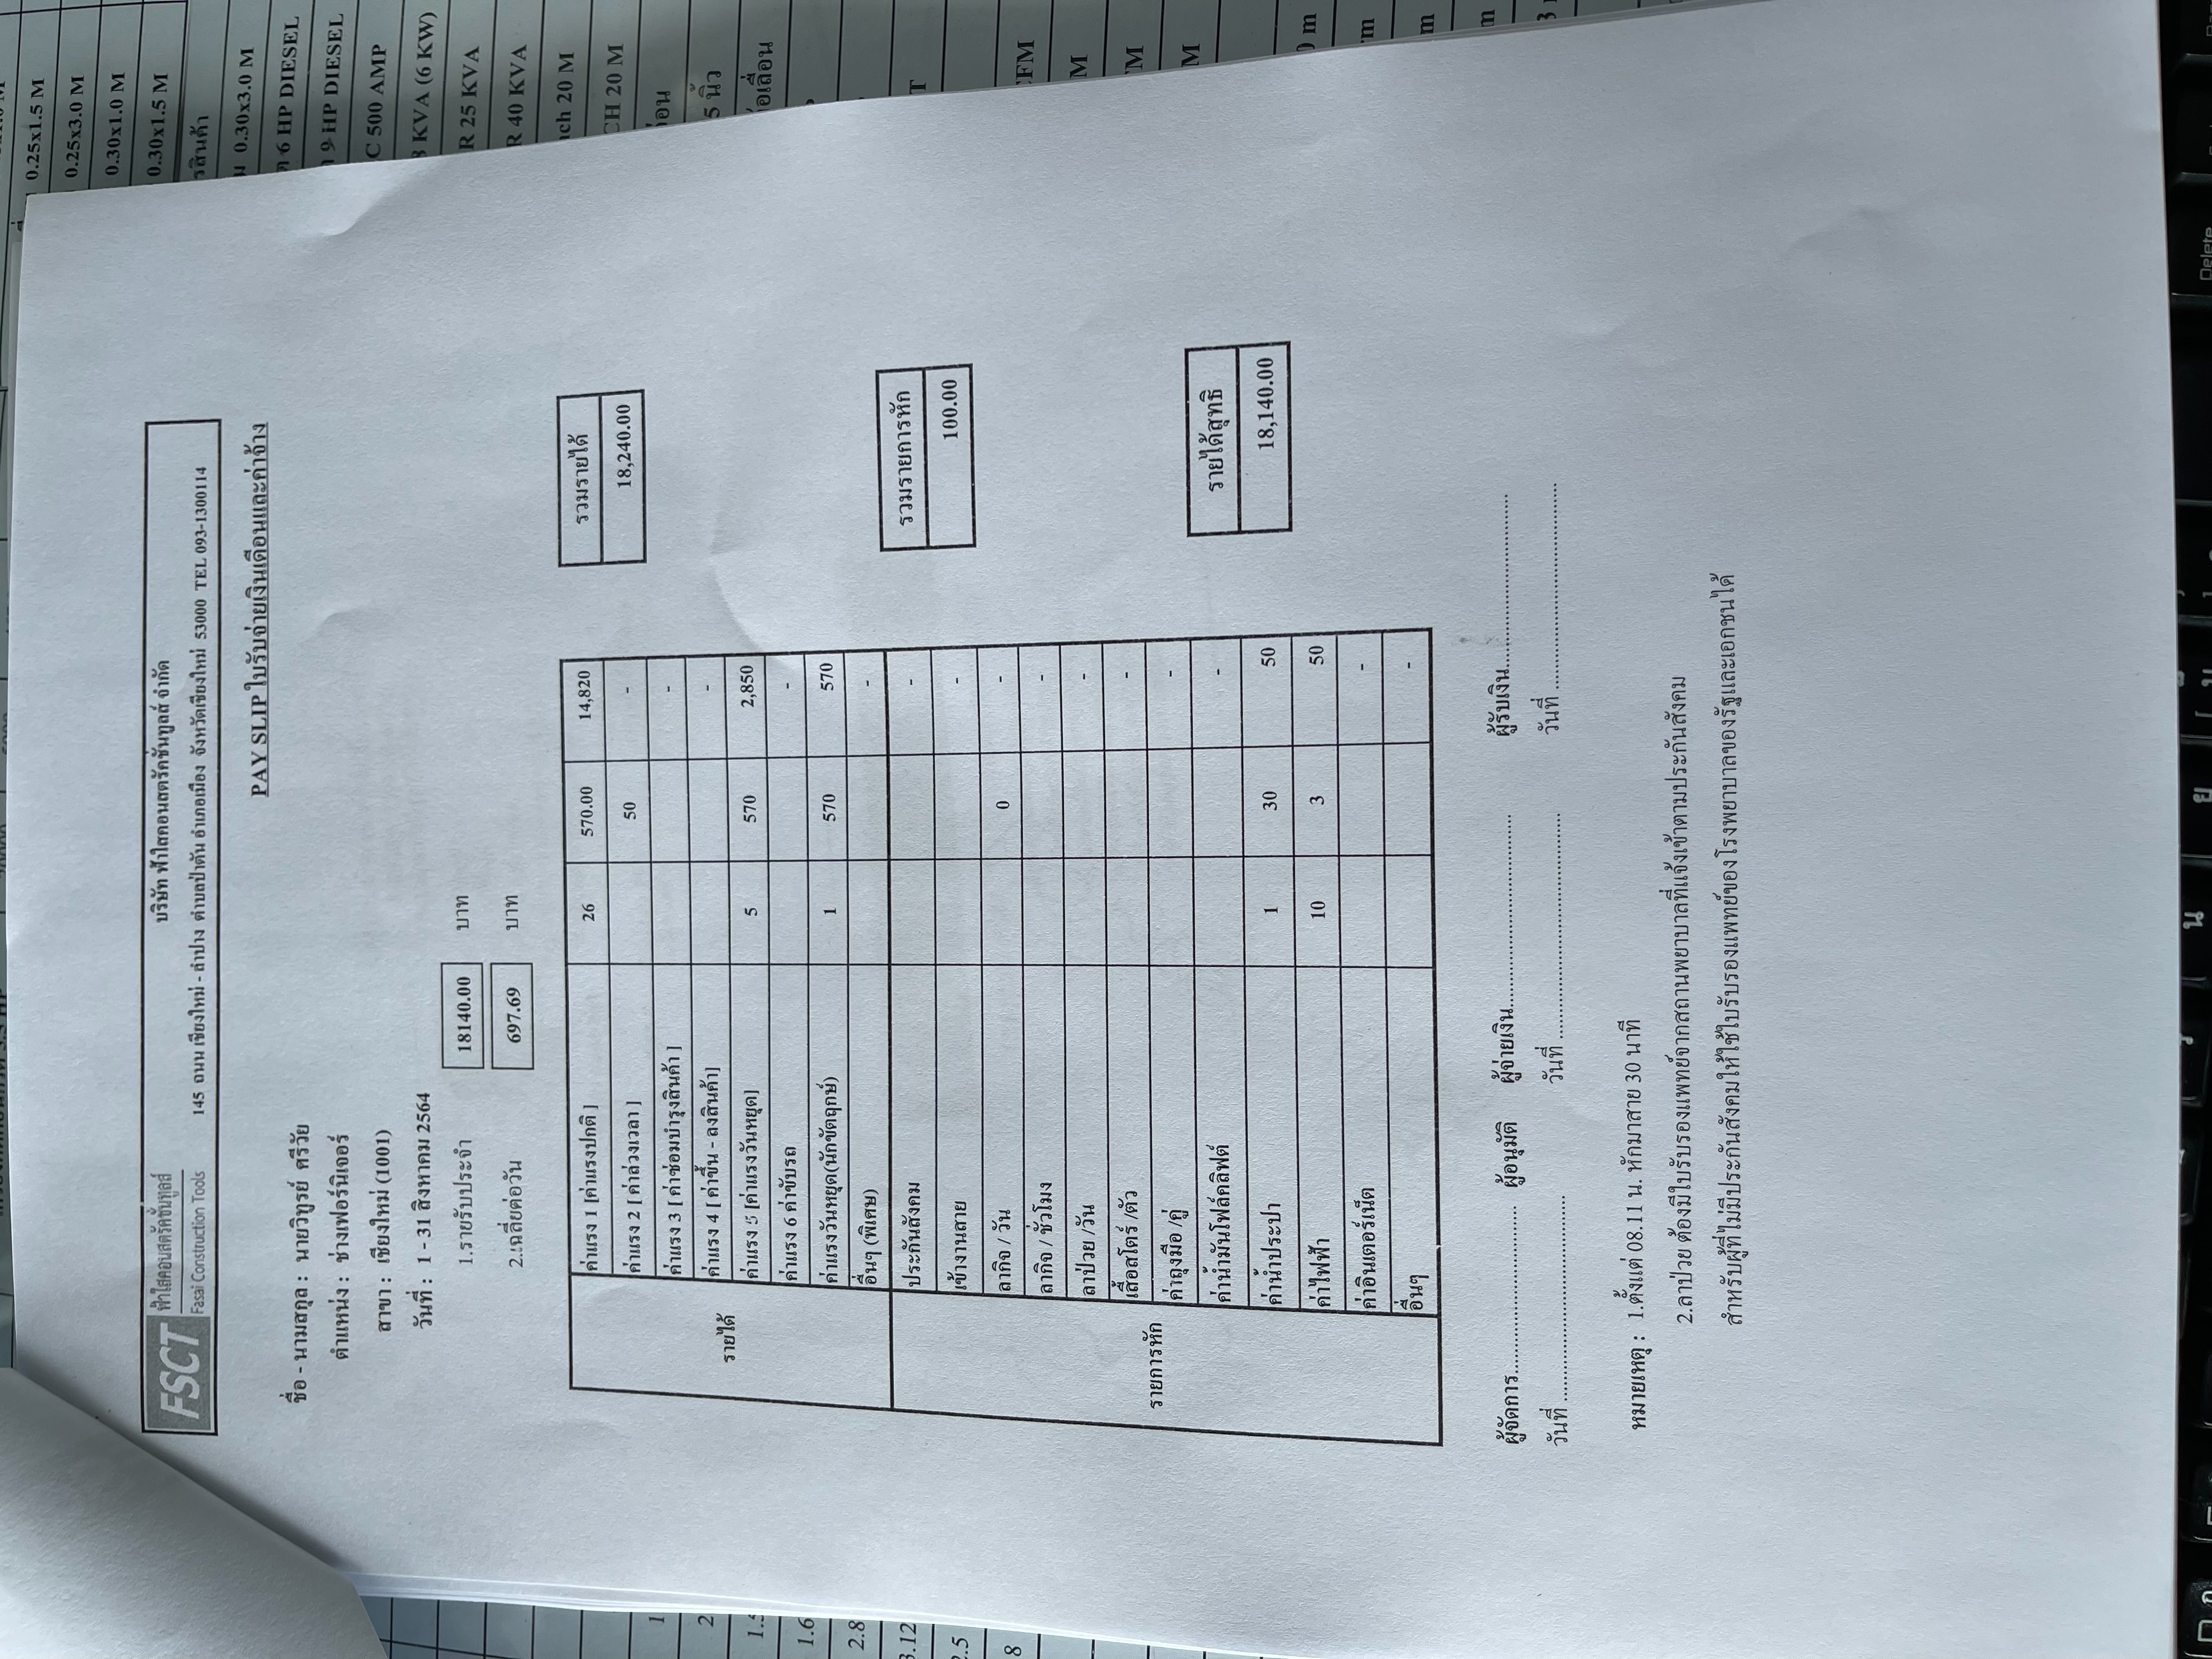 FSCT ฟ้าใสคอนสตรัคชั่นทูลส์
Fasai Construction Tools
บริษัท ฟ้าใสคอนสตรัคชั่นทูลส์ จำกัด
145 ถนน เชียงใหม่ - ลำปาง ตำบลป่าตัน อำเภอเมือง จังหวัดเชียงใหม่ 53000 TEL 093-1300114
PAY SLIP ใบรับจ่ายเงินเดือนและค่าจ้าง
ชื่อ - นามสกุล : นายวิทูรย์ ศรีวัย
ตำแหน่ง : ช่างเฟอร์นิเจอร์
สาขา : เชียงใหม่ (1001)
วันที่ : 1 - 31 สิงหาคม 2564
1.รายรับประจำ 18140.00 บาท
2.เฉลี่ยต่อวัน 697.69 บาท
รายได้
ค่าแรง 1 [ค่าแรงปกติ ] 26 570.00 14,820
ค่าแรง 2 [ ค่าล่วงเวลา ] 50 -
ค่าแรง 3 [ ค่าซ่อมบำรุงสินค้า ] -
ค่าแรง 4 [ ค่าขึ้น - ลงสินค้า] -
ค่าแรง 5 [ค่าแรงวันหยุด] 5 570 2,850
ค่าแรง 6 ค่าขับรถ -
ค่าแรงวันหยุด(นักขัตฤกษ์) 1 570 570
อื่นๆ (พิเศษ) -
รวมรายได้
18,240.00
รายการหัก
ประกันสังคม -
เข้างานสาย -
ลากิจ / วัน 0 -
ลากิจ / ชั่วโมง -
ลาป่วย /วัน -
เสื้อสโตร์ /ตัว -
ค่าถุงมือ /คู่ -
ค่าน้ำมันโฟล์คลิฟต์ -
ค่าน้ำประปา 1 30 50
ค่าไฟฟ้า 10 3 50
ค่าอินเตอร์เน็ต -
อื่นๆ -
รวมรายการหัก
100.00
รายได้สุทธิ
18,140.00
ผู้จัดการ................................ ผู้อนุมัติ ผู้จ่ายเงิน..................................... ผู้รับเงิน.................................
วันที่ ....................................... วันที่ ........................................... วันที่ .......................................
หมายเหตุ : 1.ตั้งแต่ 08.11 น. หักมาสาย 30 นาที
2.ลาป่วย ต้องมีใบรับรองแพทย์จากสถานพยาบาลที่แจ้งเข้าตามประกันสังคม
สำหรับผู้ที่ไม่มีประกันสังคมให้ใช้ใบรับรองแพทย์ของโรงพยาบาลของรัฐและเอกชนได้
0.25x1.5 M
0.25x3.0 M
0.30x1.0 M
0.30x1.5 M
0.30x3.0 M
6 HP DIESEL
9 HP DIESEL
500 AMP
KVA (6 KW)
R 25 KVA
R 40 KVA
20 M
20 M
5 นิ้ว
Delete